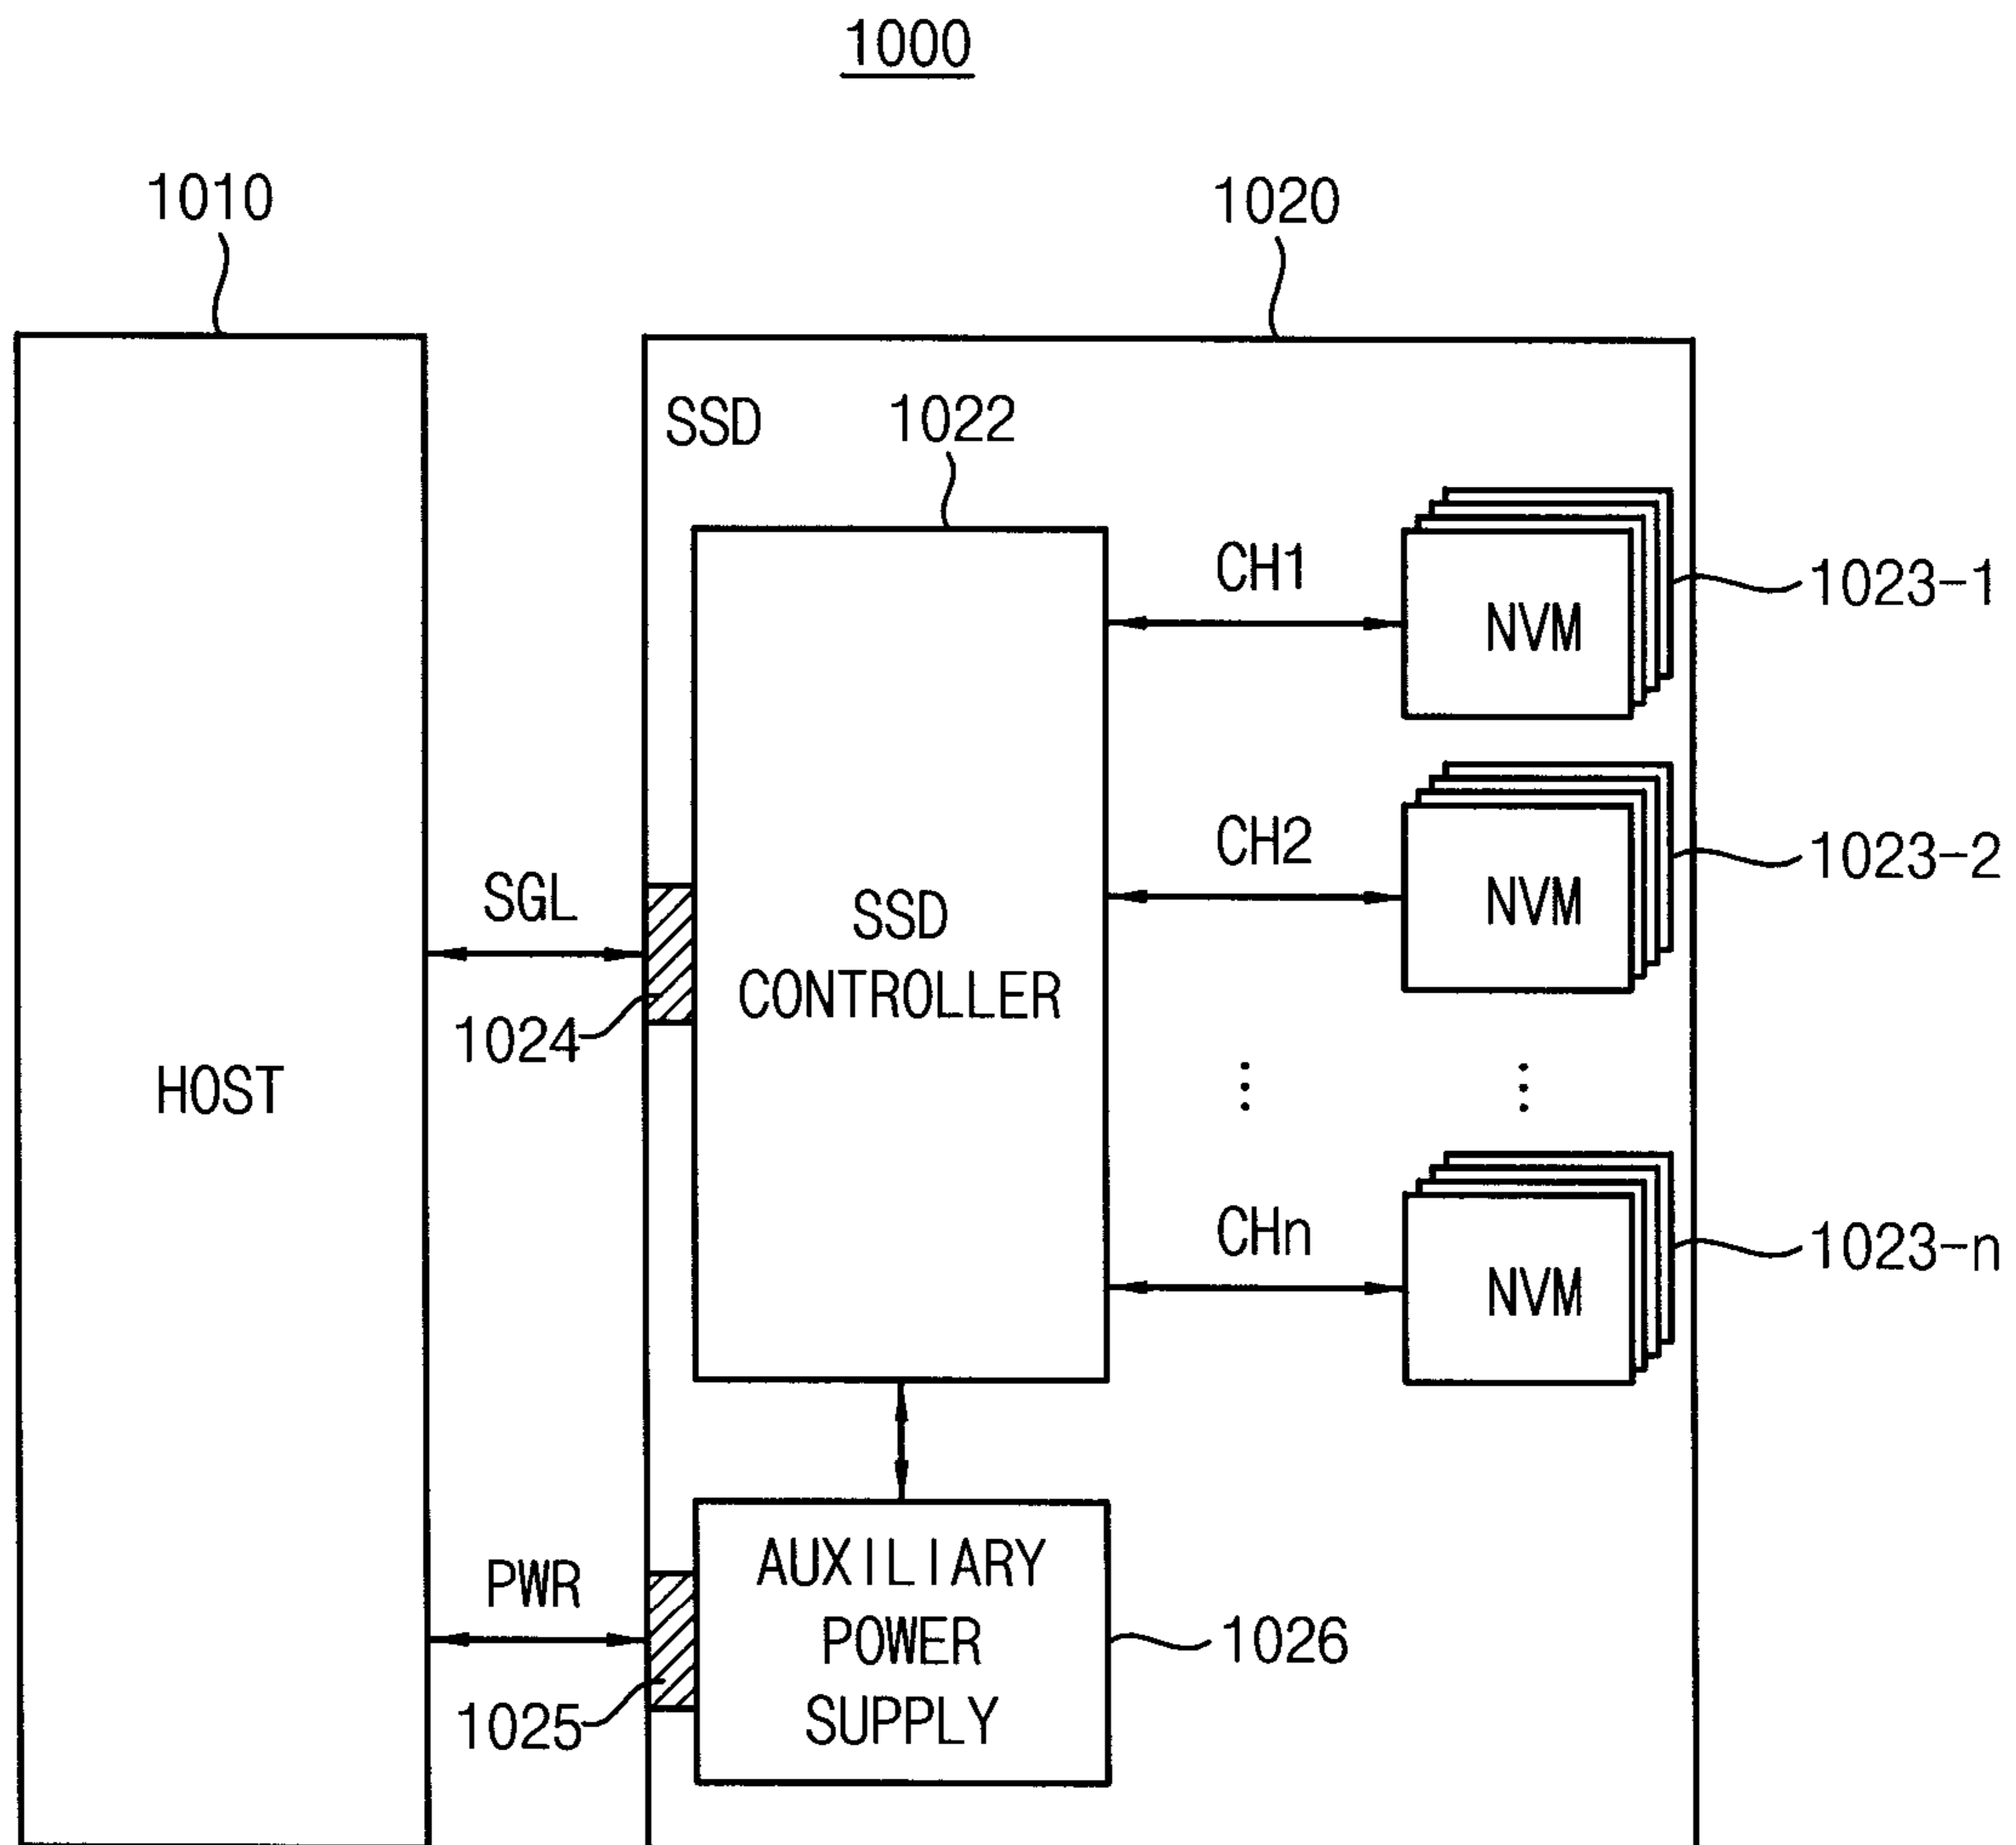 1000
1010
1020
SSD
1022
CH1
NVM
1023-1
CH2
NVM
1023-2
SGL
SSD
CONTROLLER
1024
HOST
CHn
NVM
1023-n
PWR
1025
AUXILIARY
POWER
SUPPLY
1026